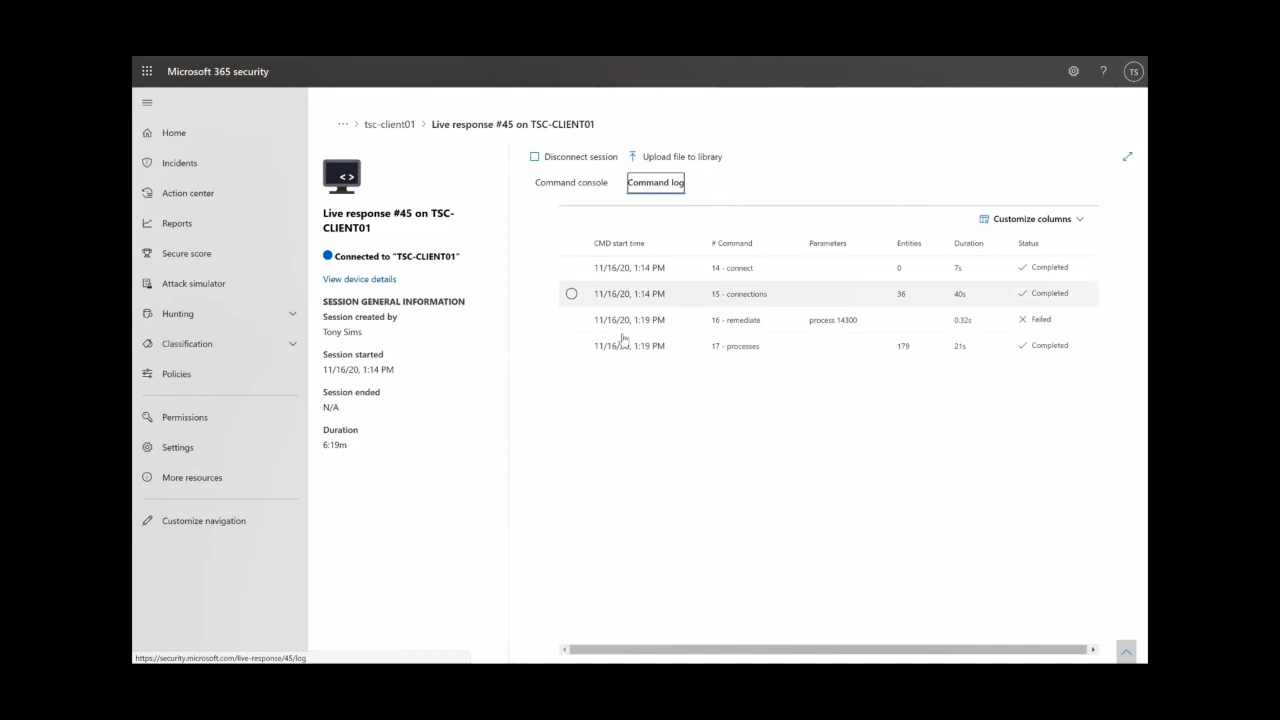 Microsoft 365 security
?
TS
Home
Incidents
Action center
Reports
Secure score
Attack simulator
Hunting
Classification
Policies
Permissions
Settings
More resources
Customize navigation
https://security.microsoft.com/live-response/45/log
··· > tsc-client01 > Live response #45 on TSC-CLIENT01
< >
Live response #45 on TSC-
CLIENT01
Connected to "TSC-CLIENT01"
View device details
SESSION GENERAL INFORMATION
Session created by
Tony Sims
Session started
11/16/20, 1:14 PM
Session ended
N/A
Duration
6:19m
Disconnect session Upload file to library
Command console Command log
Customize columns
CMD start time # Command Parameters Entities Duration Status
11/16/20, 1:14 PM 14 - connect 0 7s Completed
11/16/20, 1:14 PM 15 - connections 36 40s Completed
11/16/20, 1:19 PM 16 - remediate process 14300 0.32s Failed
11/16/20, 1:19 PM 17 - processes 179 21s Completed